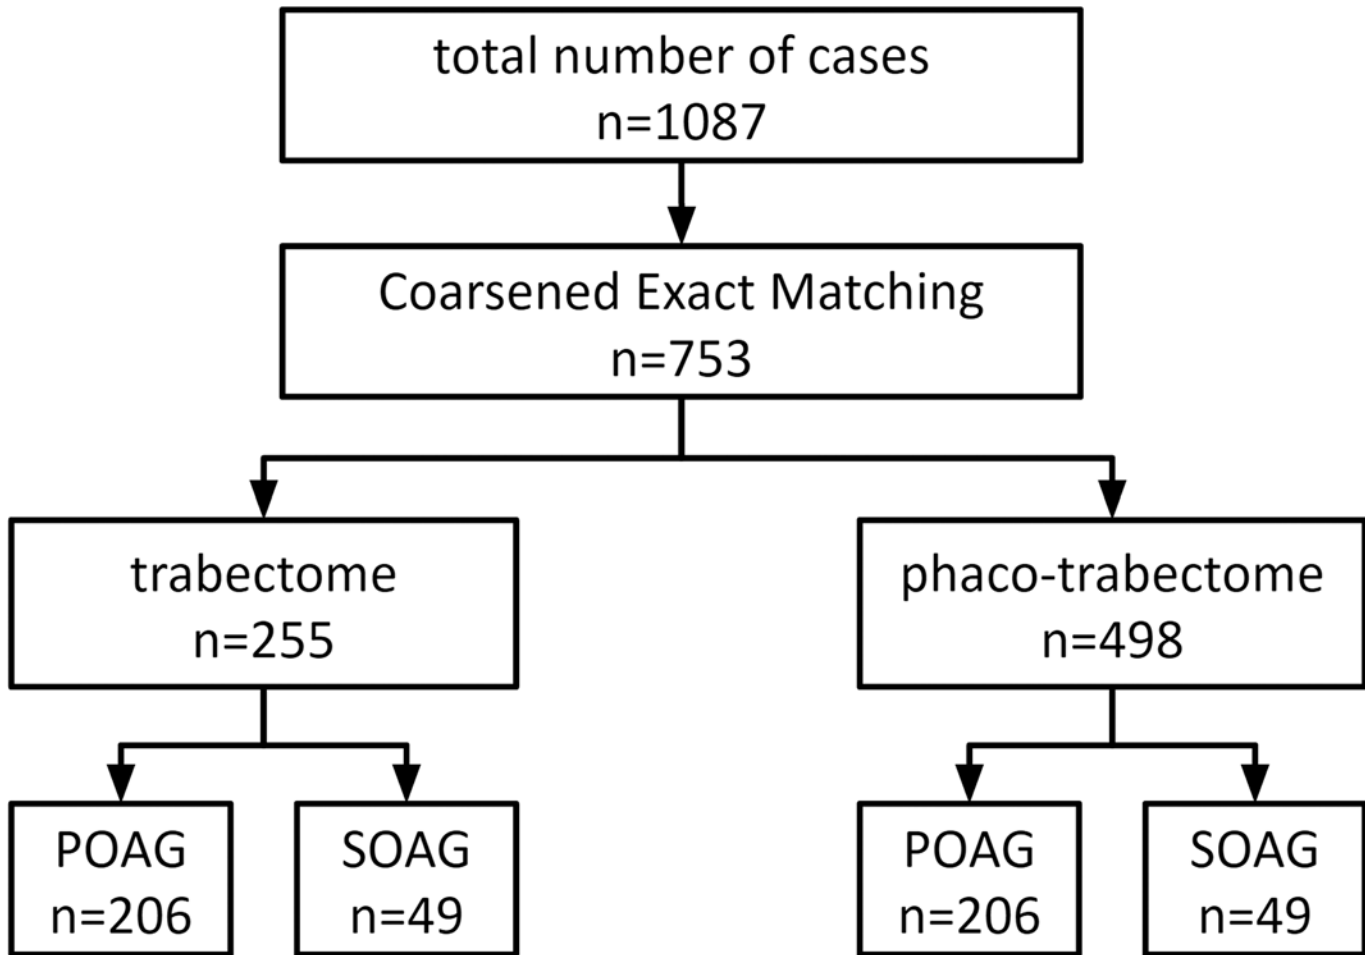 total number of cases
n=1087
Coarsened Exact Matching
n=753
trabectome
n=255
phaco-trabectome
n=498
POAG
n=206
SOAG
n=49
POAG
n=206
SOAG
n=49